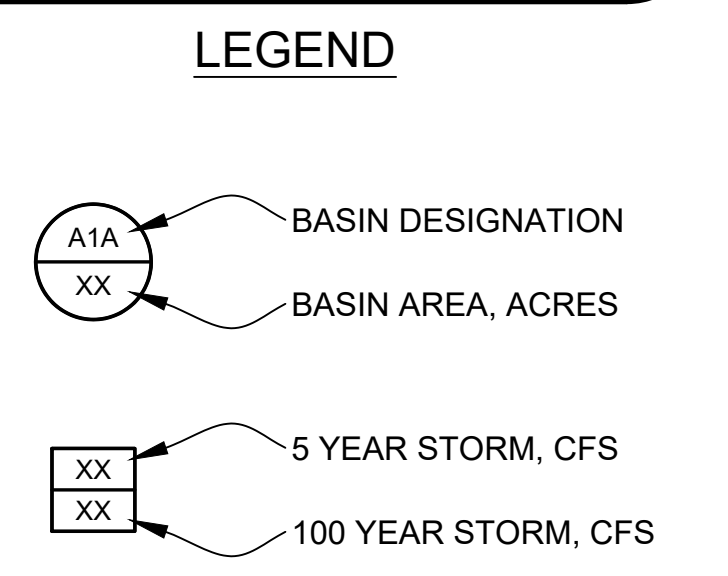 LEGEND
A1A
BASIN DESIGNATION
XX
BASIN AREA, ACRES
XX
5 YEAR STORM, CFS
XX
100 YEAR STORM, CFS